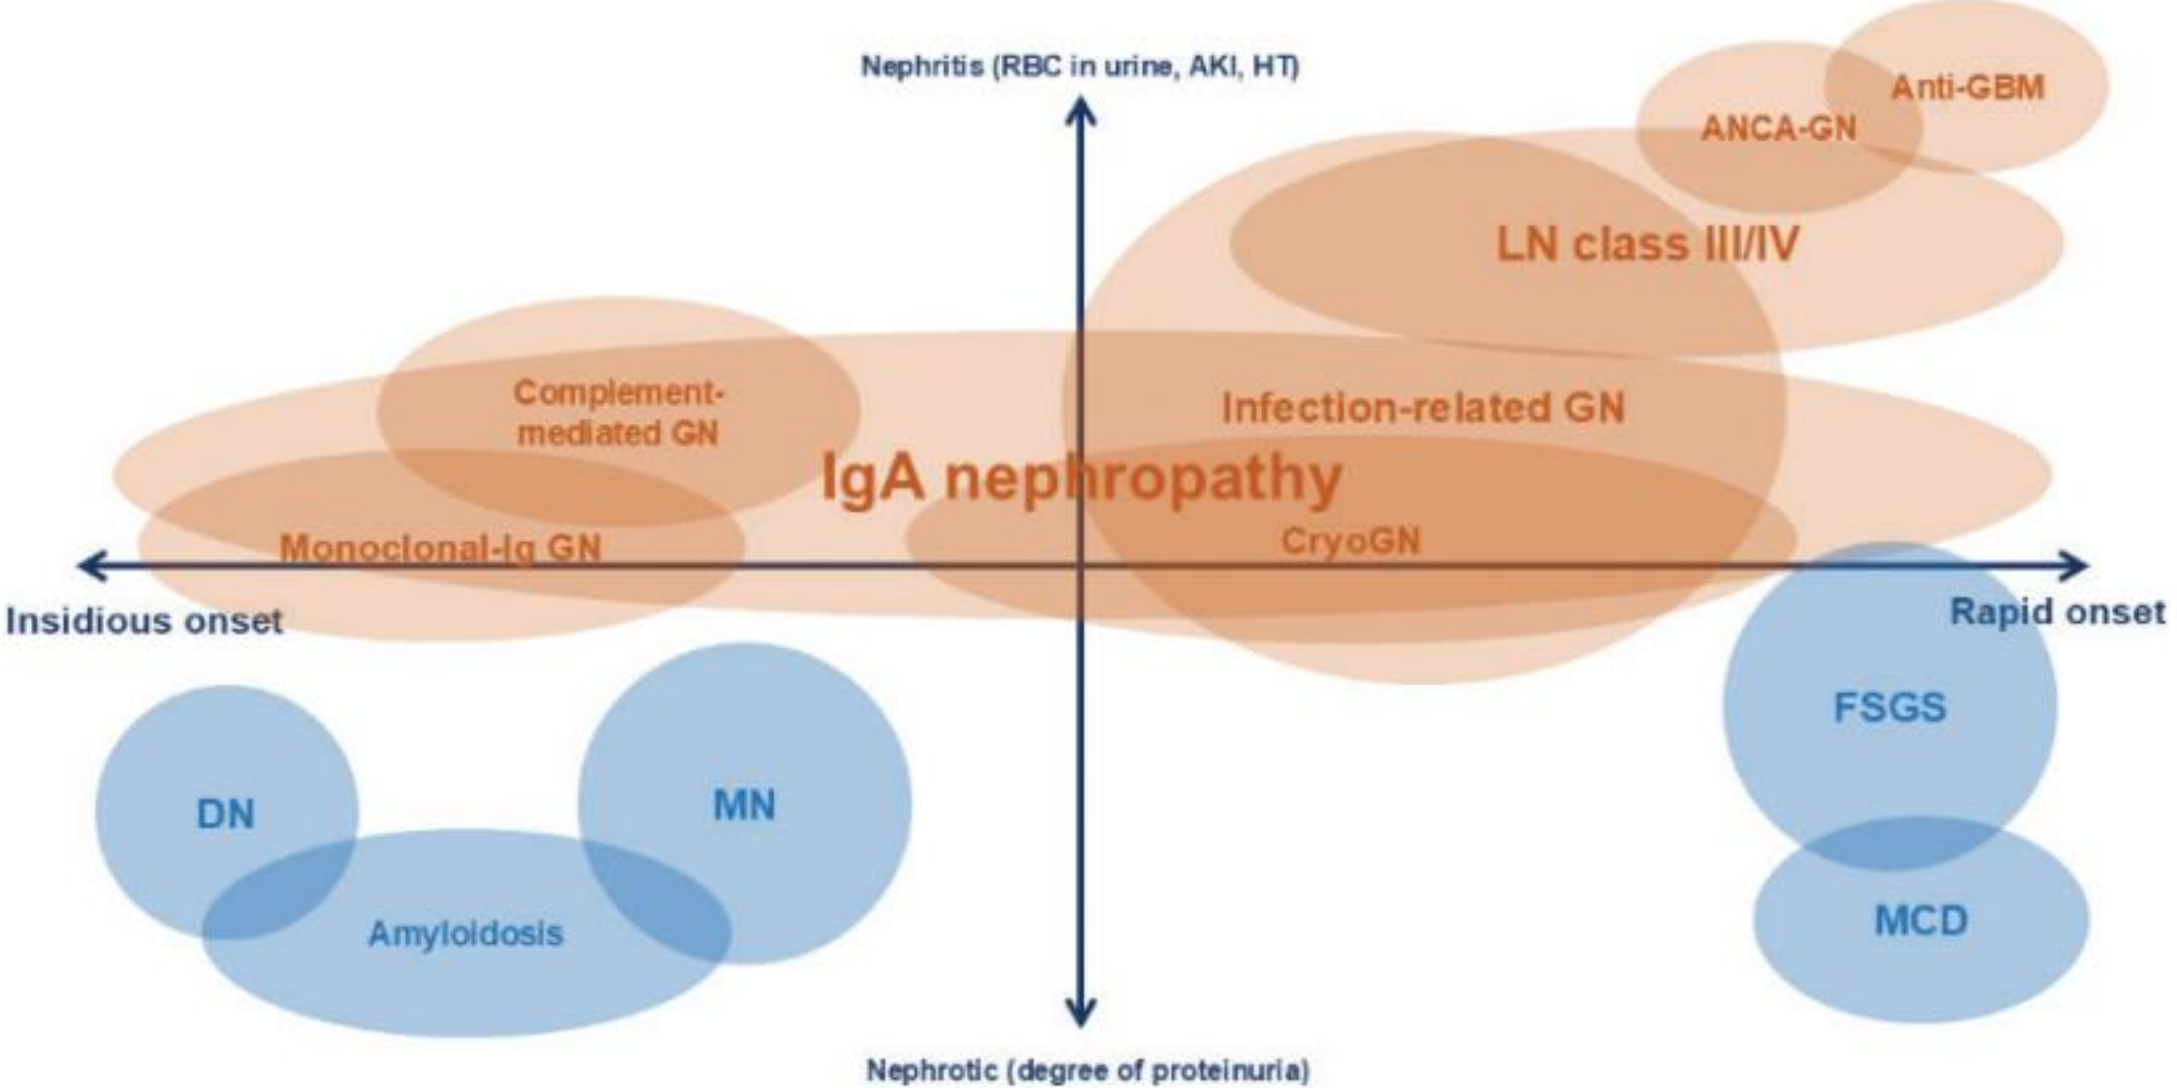 Nephritis (RBC in urine, AKI, HT)
Anti-GBM
ANCA-GN
LN class III/IV
Complement-
mediated GN
Infection-related GN
IgA nephropathy
CryoGN
Monoclonal-Ig GN
Insidious onset
Rapid onset
FSGS
DN
MN
MCD
Amyloidosis
Nephrotic (degree of proteinuria)